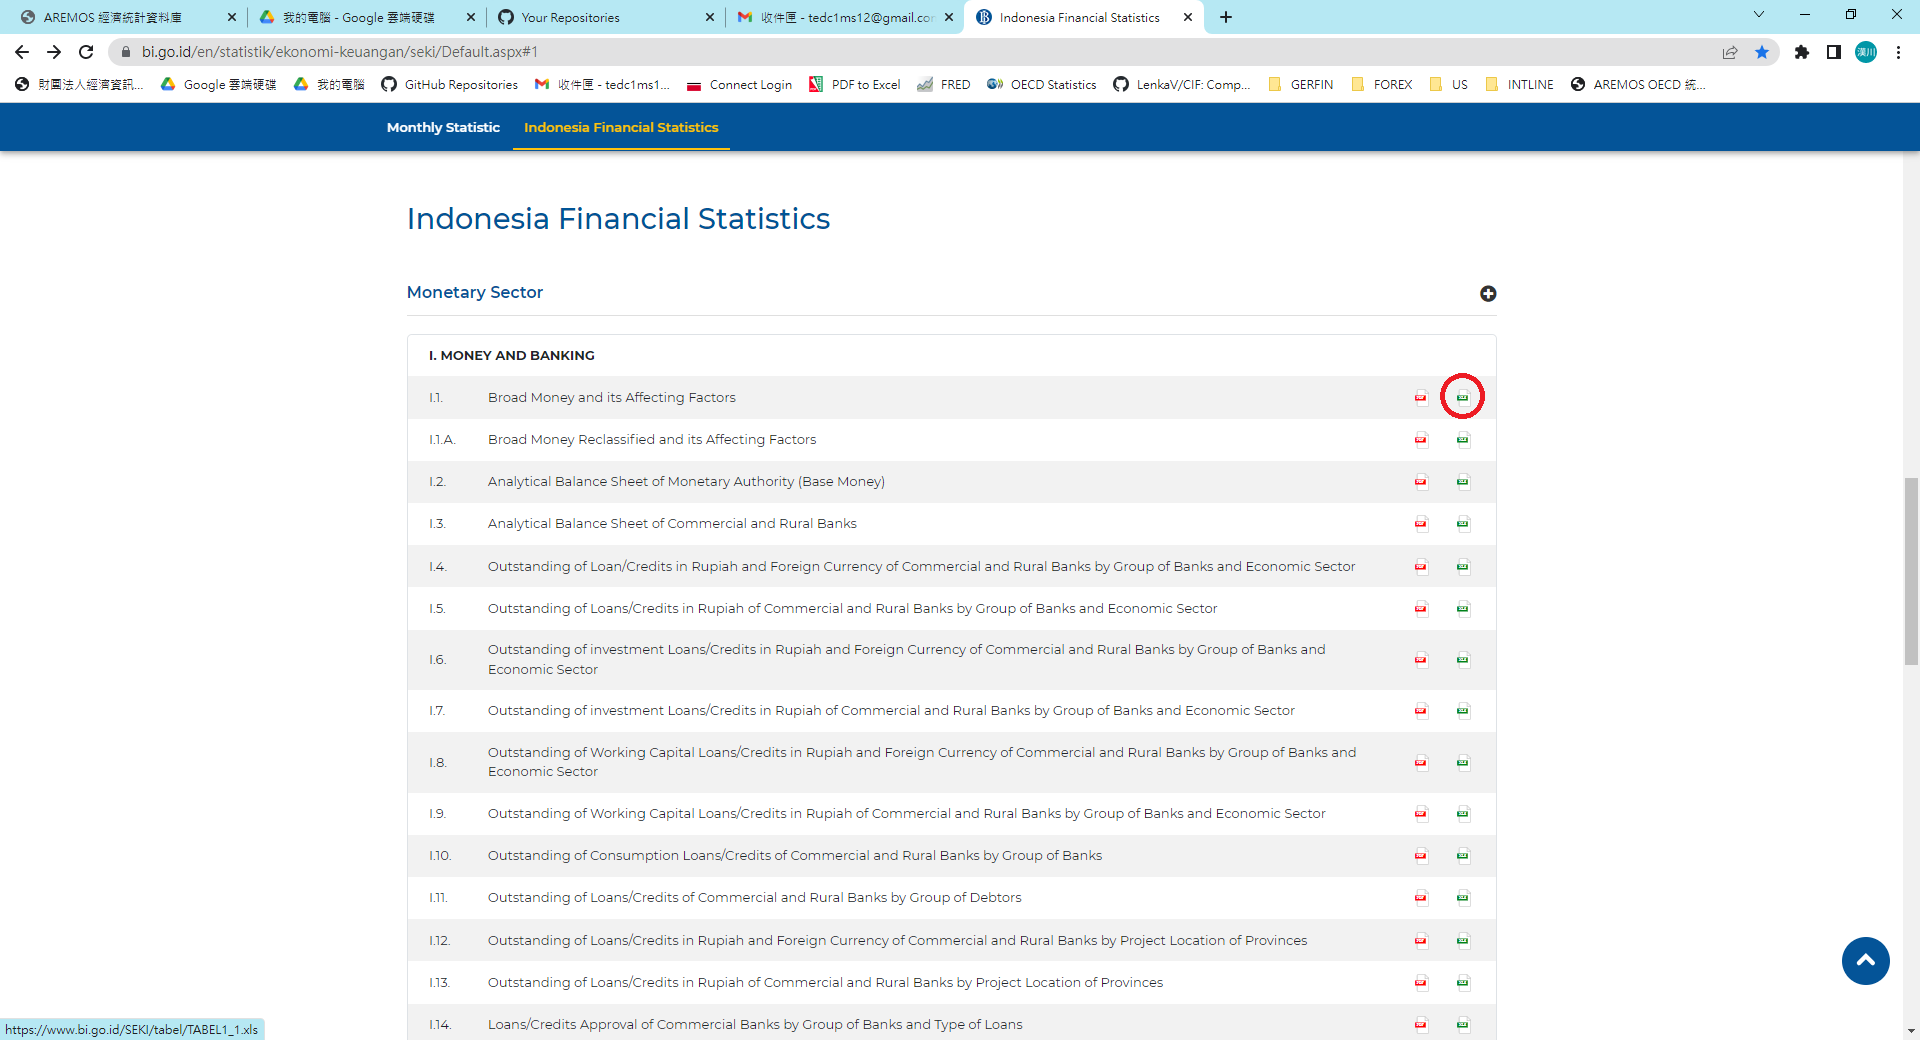 AREMOS 經濟統計資料庫
我的電腦 - Google 雲端硬碟
Your Repositories
收件匣 - tedc1ms12@gmail.com
Indonesia Financial Statistics
bi.go.id/en/statistik/ekonomi-keuangan/seki/Default.aspx#1
漢川
財團法人經濟資訊...
Google 雲端硬碟
我的電腦
GitHub Repositories
收件匣 - tedc1ms1...
Connect Login
PDF to Excel
FRED
OECD Statistics
LenkaV/CIF: Comp...
GERFIN
FOREX
US
INTLINE
AREMOS OECD 統...
Monthly Statistic
Indonesia Financial Statistics
Indonesia Financial Statistics
Monetary Sector
I. MONEY AND BANKING
I.1. Broad Money and its Affecting Factors
I.1.A. Broad Money Reclassified and its Affecting Factors
I.2. Analytical Balance Sheet of Monetary Authority (Base Money)
I.3. Analytical Balance Sheet of Commercial and Rural Banks
I.4. Outstanding of Loan/Credits in Rupiah and Foreign Currency of Commercial and Rural Banks by Group of Banks and Economic Sector
I.5. Outstanding of Loans/Credits in Rupiah of Commercial and Rural Banks by Group of Banks and Economic Sector
I.6. Outstanding of investment Loans/Credits in Rupiah and Foreign Currency of Commercial and Rural Banks by Group of Banks and
Economic Sector
I.7. Outstanding of investment Loans/Credits in Rupiah of Commercial and Rural Banks by Group of Banks and Economic Sector
I.8. Outstanding of Working Capital Loans/Credits in Rupiah and Foreign Currency of Commercial and Rural Banks by Group of Banks and
Economic Sector
I.9. Outstanding of Working Capital Loans/Credits in Rupiah of Commercial and Rural Banks by Group of Banks and Economic Sector
I.10. Outstanding of Consumption Loans/Credits of Commercial and Rural Banks by Group of Banks
I.11. Outstanding of Loans/Credits of Commercial and Rural Banks by Group of Debtors
I.12. Outstanding of Loans/Credits in Rupiah and Foreign Currency of Commercial and Rural Banks by Project Location of Provinces
I.13. Outstanding of Loans/Credits in Rupiah of Commercial and Rural Banks by Project Location of Provinces
I.14. Loans/Credits Approval of Commercial Banks by Group of Banks and Type of Loans
https://www.bi.go.id/SEKI/tabel/TABEL1_1.xls